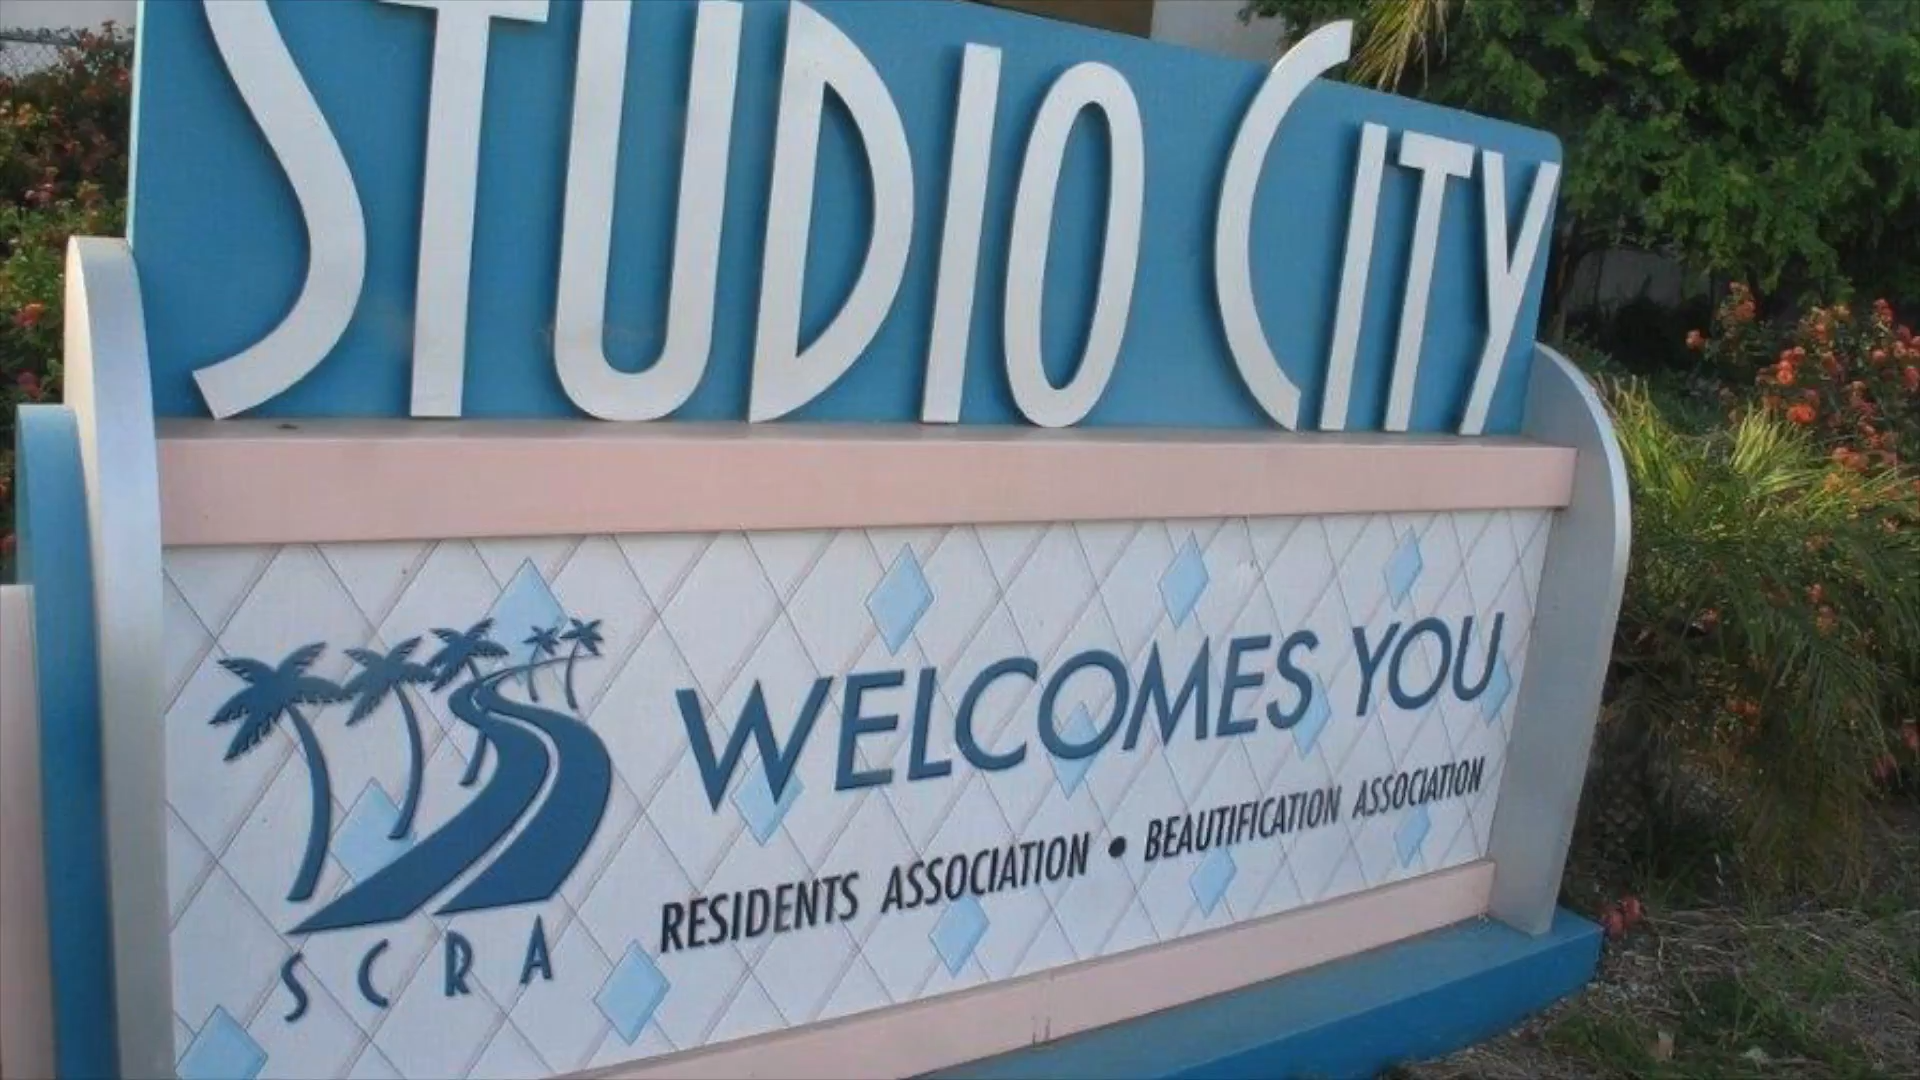 STUDIO CITY
WELCOMES YOU
RESIDENTS ASSOCIATION • BEAUTIFICATION ASSOCIATION
SCRA